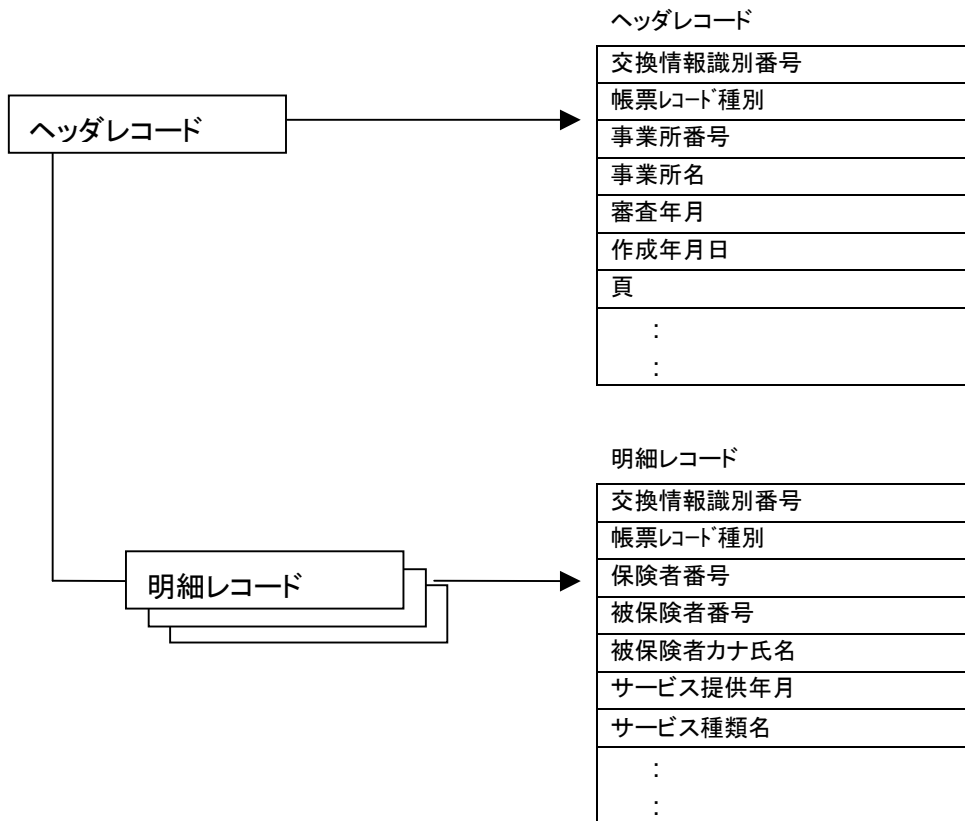 ヘッダレコード
ヘッダレコード
交換情報識別番号
帳票ﾚｺｰﾄﾞ種別
事業所番号
事業所名
審査年月
作成年月日
頁
:
:
明細レコード
明細レコード
交換情報識別番号
帳票ﾚｺｰﾄﾞ種別
保険者番号
被保険者番号
被保険者カナ氏名
サービス提供年月
サービス種類名
:
: